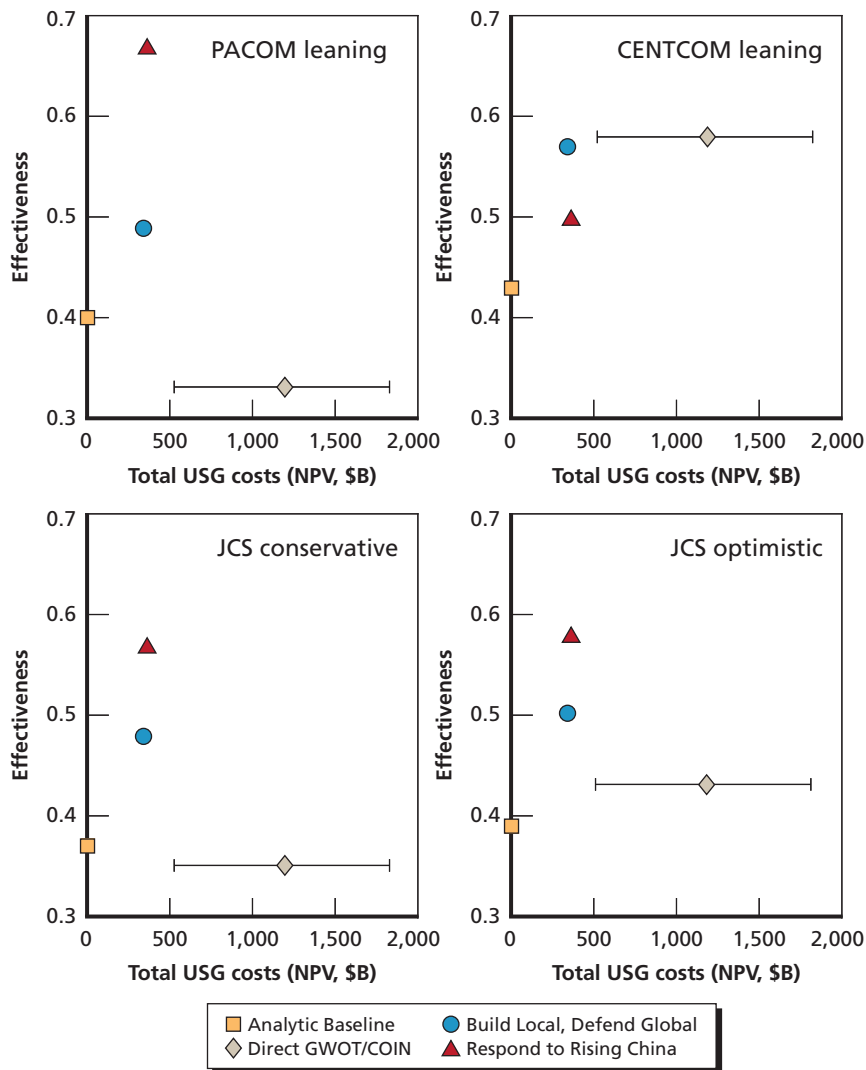 PACOM leaning
Effectiveness
0.7
0.6
0.5
0.4
0.3
0 500 1,000 1,500 2,000
Total USG costs (NPV, $B)
CENTCOM leaning
Effectiveness
0.7
0.6
0.5
0.4
0.3
0 500 1,000 1,500 2,000
Total USG costs (NPV, $B)
JCS conservative
Effectiveness
0.7
0.6
0.5
0.4
0.3
0 500 1,000 1,500 2,000
Total USG costs (NPV, $B)
JCS optimistic
Effectiveness
0.7
0.6
0.5
0.4
0.3
0 500 1,000 1,500 2,000
Total USG costs (NPV, $B)
Analytic Baseline
Build Local, Defend Global
Direct GWOT/COIN
Respond to Rising China